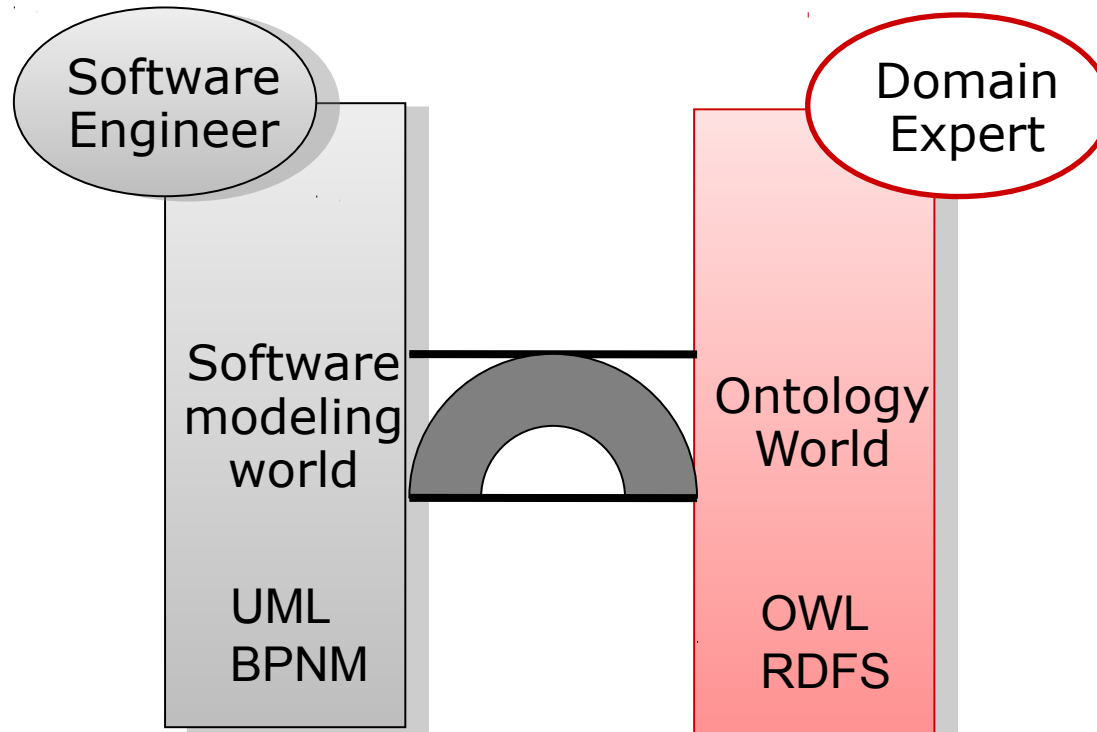 Software
Engineer
Domain
Expert
Software
modeling
world
Ontology
World
UML
BPNM
OWL
RDFS